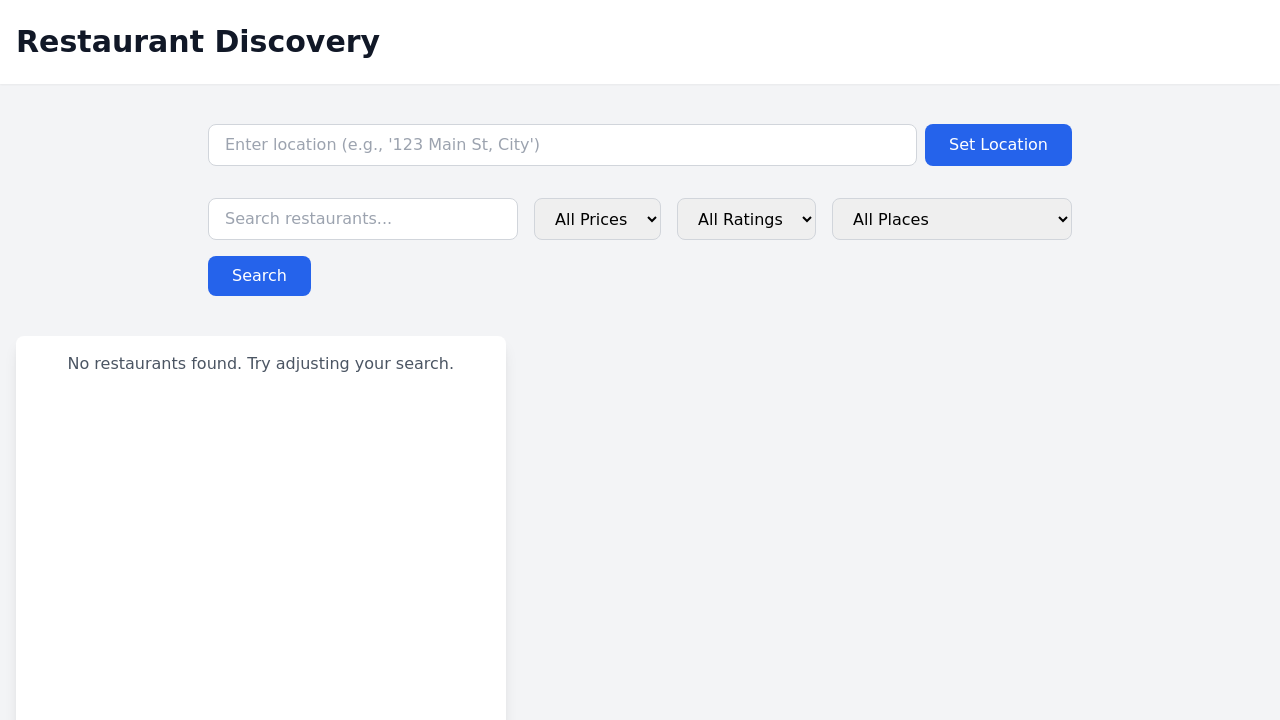 Restaurant Discovery
Enter location (e.g., '123 Main St, City')
Set Location
Search restaurants...
All Prices
All Ratings
All Places
Search
No restaurants found. Try adjusting your search.